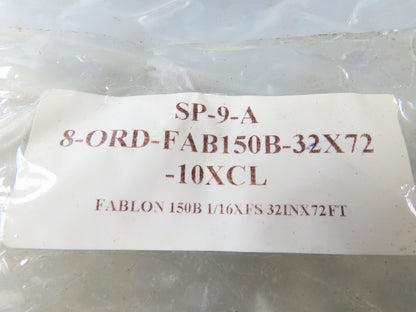 SP-9-A
8-ORD-FAB150B-32X72
-10XCL
FABLON 150B 1/16XFS 32INX72FT